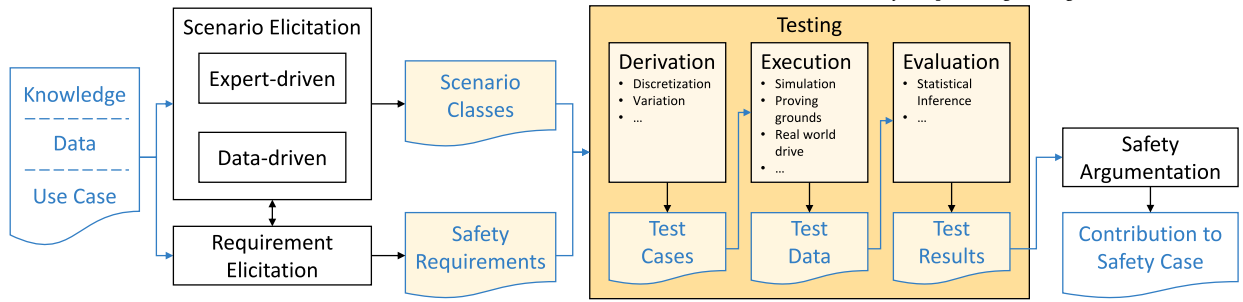 Knowledge
Data
Use Case
Scenario Elicitation
Expert-driven
Data-driven
Requirement
Elicitation
Scenario
Classes
Safety
Requirements
Testing
Derivation
• Discretization
• Variation
• ...
Test
Cases
Execution
• Simulation
• Proving
grounds
• Real world
drive
• ...
Test
Data
Evaluation
• Statistical
Inference
• ...
Test
Results
Safety
Argumentation
Contribution to
Safety Case